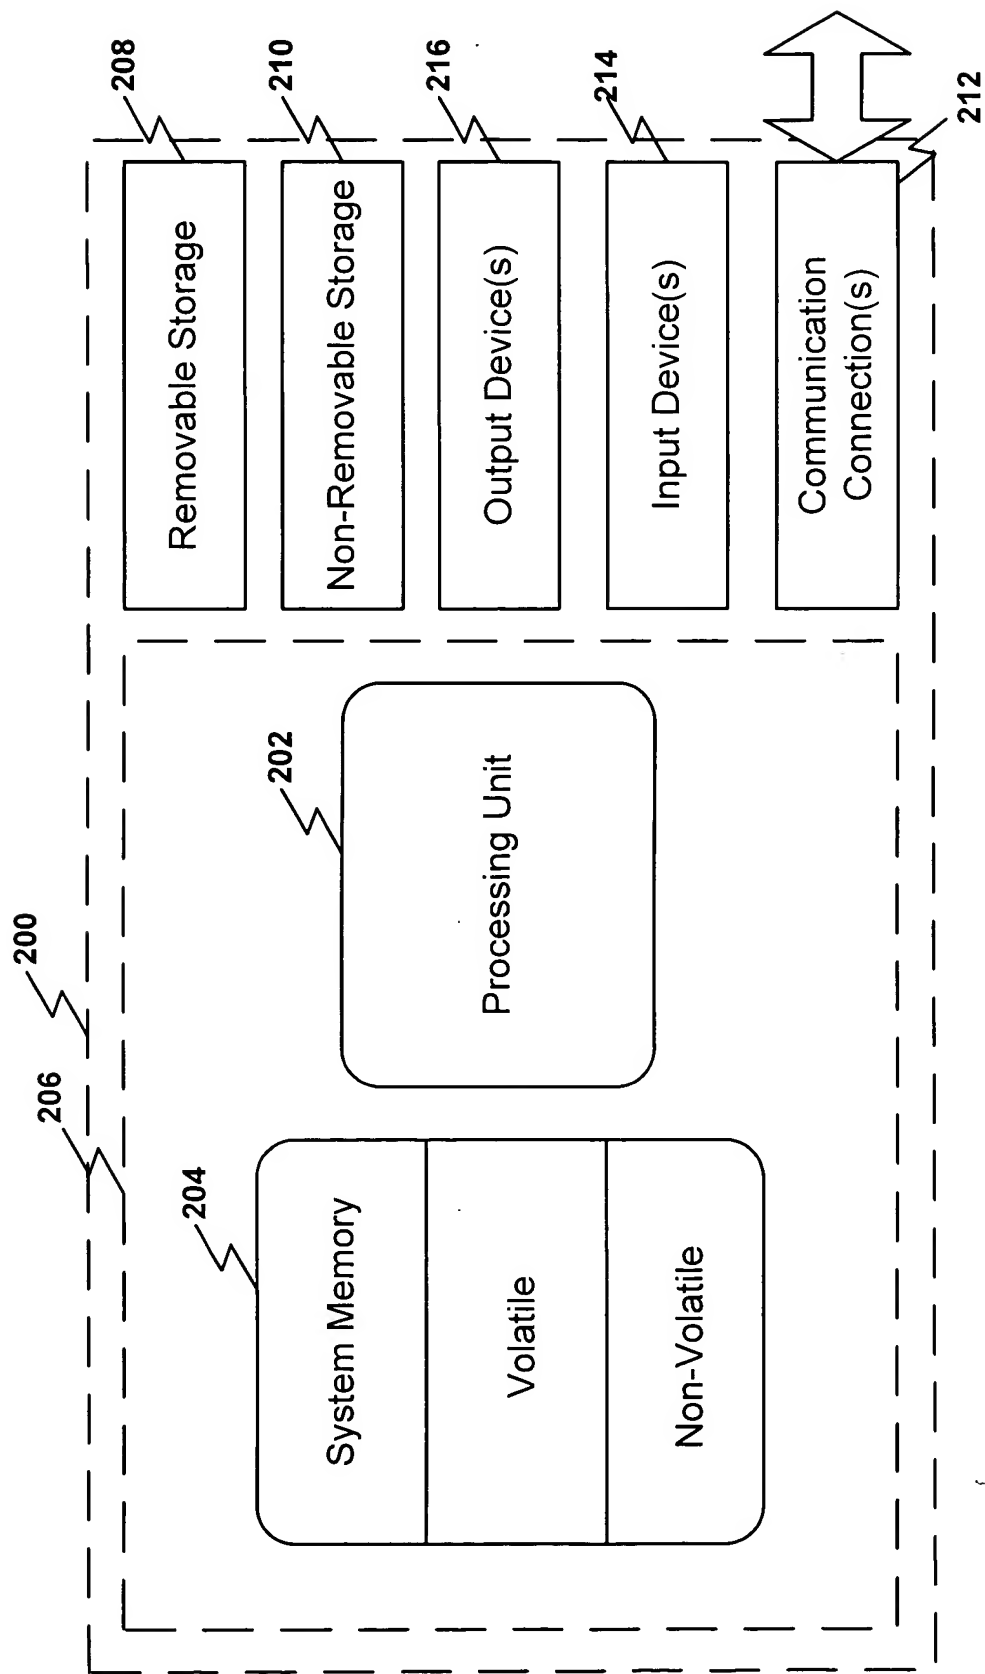 200
206
204
System Memory
Volatile
Non-Volatile
202
Processing Unit
208
Removable Storage
210
Non-Removable Storage
216
Output Device(s)
214
Input Device(s)
Communication
Connection(s)
212